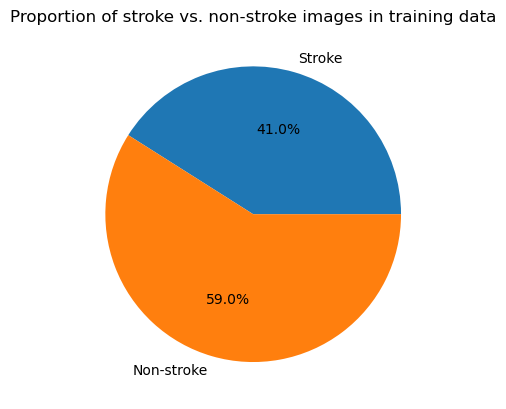 Proportion of stroke vs. non-stroke images in training data
Stroke
41.0%
59.0%
Non-stroke